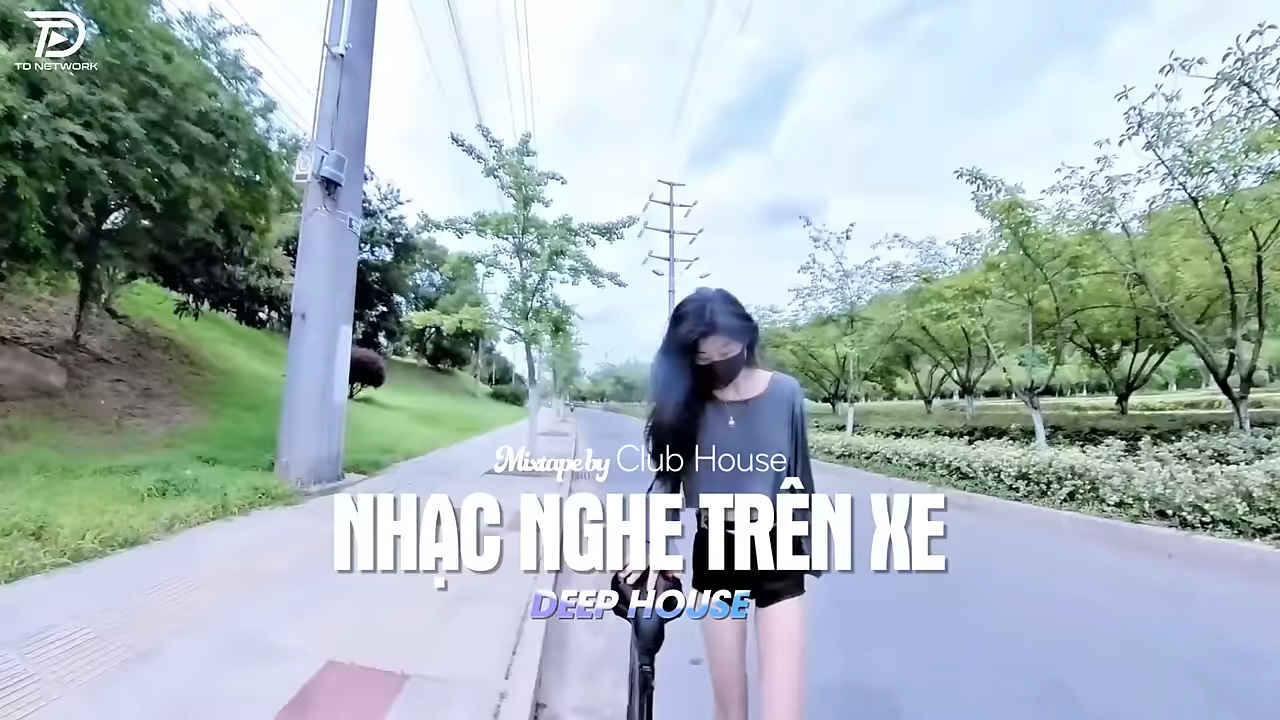 TD NETWORK
Mixtape by Club House
NHẠC NGHE TRÊN XE
DEEP HOUSE